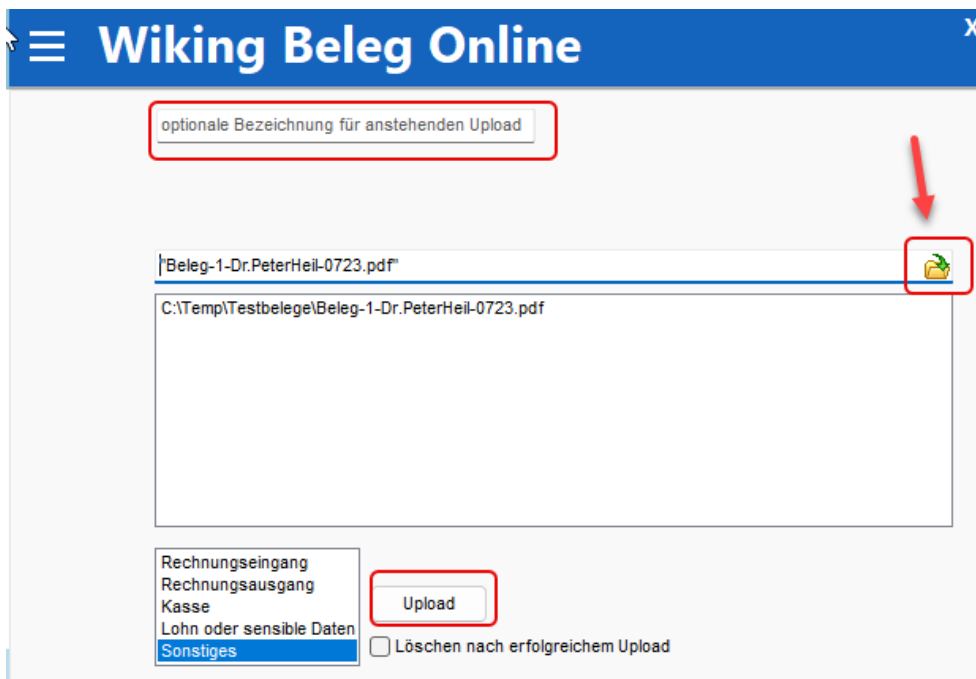 Wiking Beleg Online
X
optionale Bezeichnung für anstehenden Upload
"Beleg-1-Dr.PeterHeil-0723.pdf"
C:\Temp\Testbelege\Beleg-1-Dr.PeterHeil-0723.pdf
Rechnungseingang
Rechnungsausgang
Kasse
Lohn oder sensible Daten
Sonstiges
Upload
Löschen nach erfolgreichem Upload